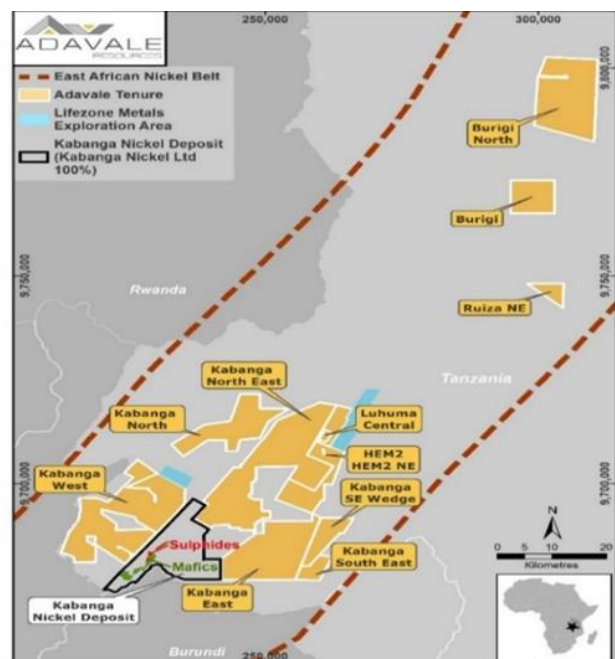 250,000
300,000
ADAVALE
RESOURCES
East African Nickel Belt
Adavale Tenure
Lifezone Metals
Exploration Area
Kabanga Nickel Deposit
(Kabanga Nickel Ltd
100%)
9,800,000
Burigi
North
Burigi
9,750,000
9,750,000
Rwanda
Ruiza NE
Tanzania
Kabanga
North East
Kabanga
North
Luhuma
Central
HEM2
HEM2 NE
Kabanga
West
Kabanga
SE Wedge
9,700,000
9,700,000
Sulphides
Mafics
Kabanga
South East
Kabanga
Nickel Deposit
Kabanga
East
N
0
10
20
Kilometres
Burundi
250,000